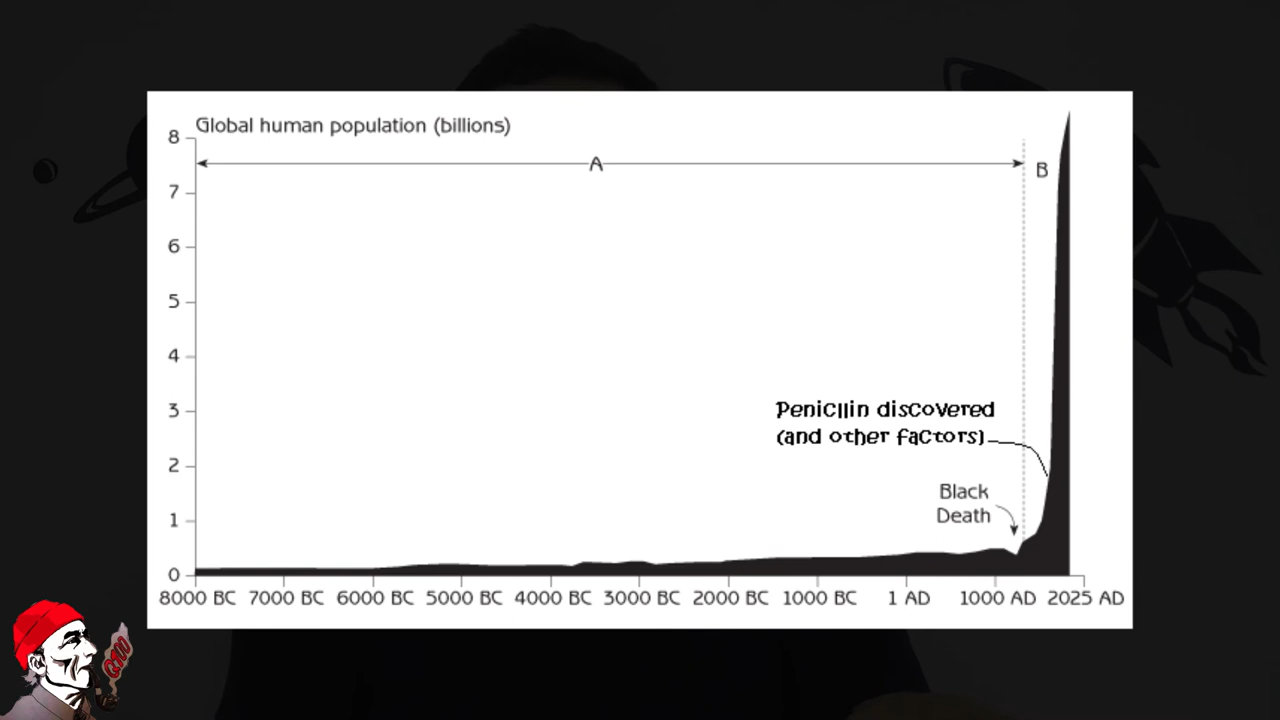 Global human population (billions)
8
A
B
7
6
5
4
3
Penicillin discovered
(and other factors)
2
Black
Death
1
0
8000 BC 7000 BC 6000 BC 5000 BC 4000 BC 3000 BC 2000 BC 1000 BC 1 AD 1000 AD 2025 AD